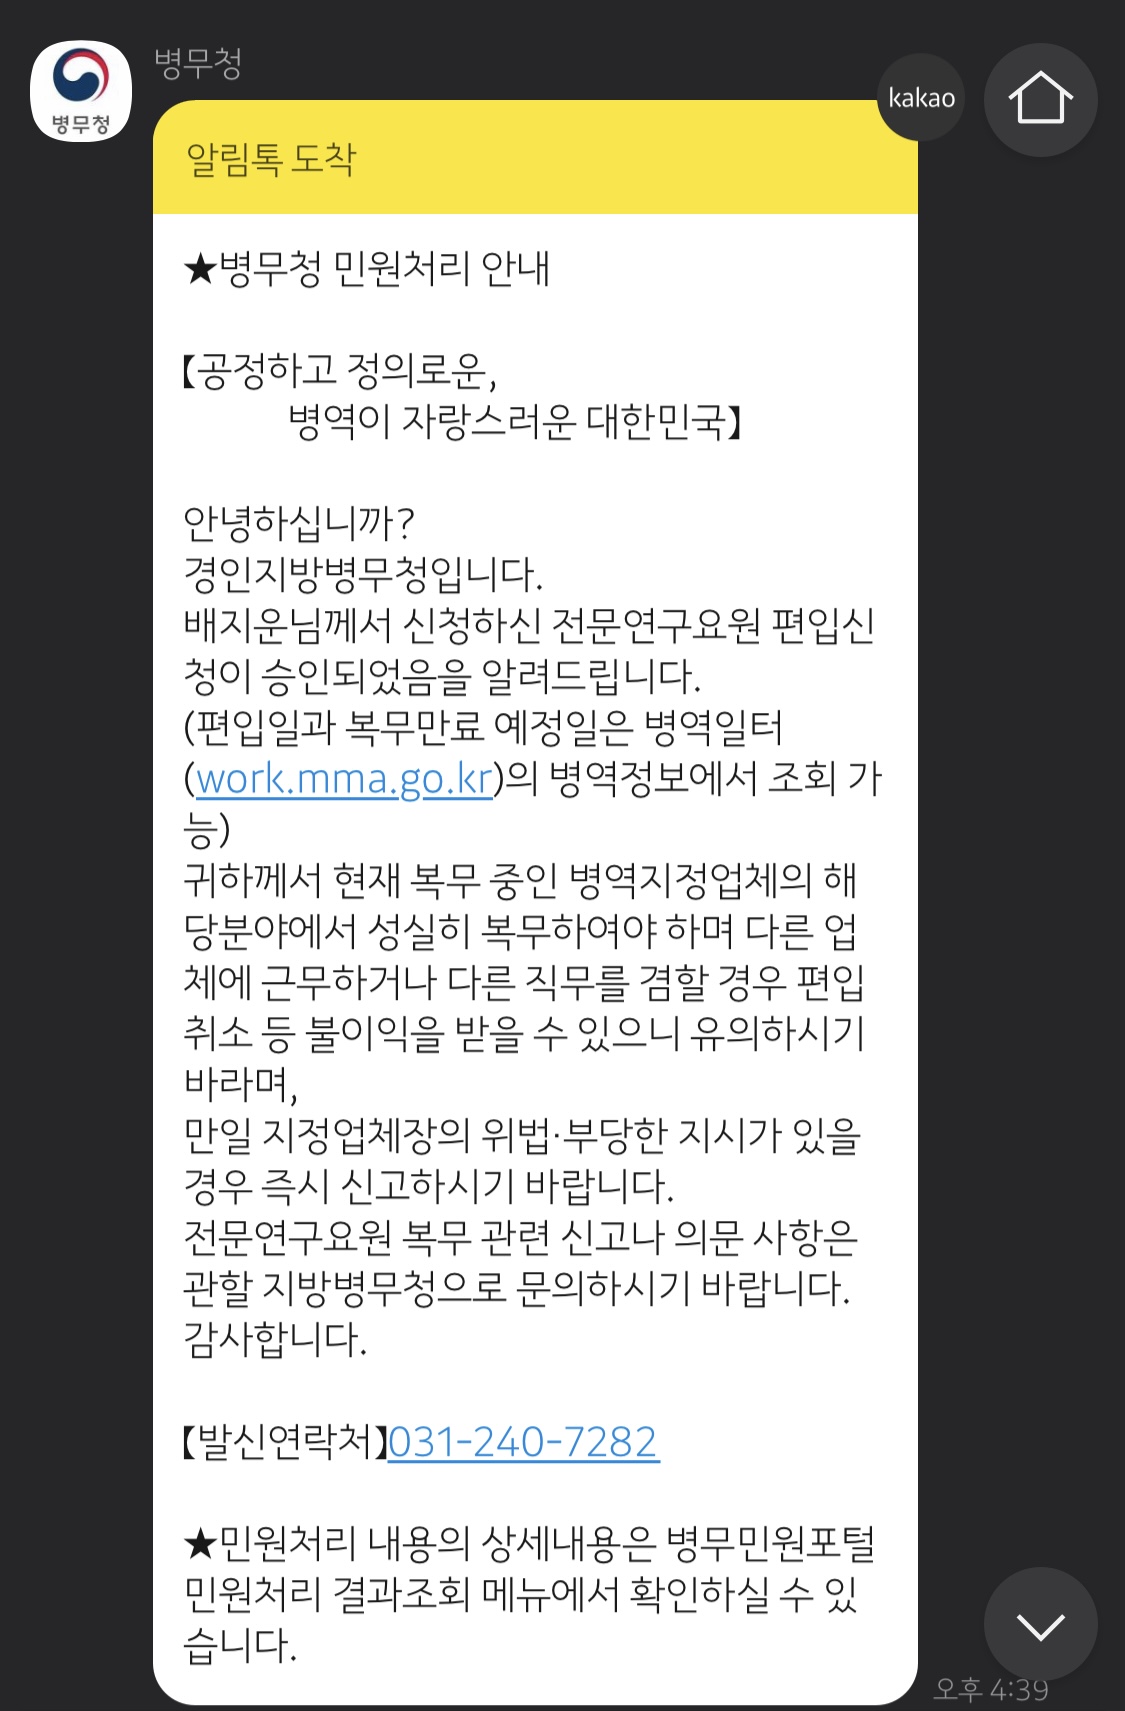 병무청
병무청
kakao
알림톡 도착
★병무청 민원처리 안내
【공정하고 정의로운,
병역이 자랑스러운 대한민국】
안녕하십니까?
경인지방병무청입니다.
배지운님께서 신청하신 전문연구요원 편입신
청이 승인되었음을 알려드립니다.
(편입일과 복무만료 예정일은 병역일터
(work.mma.go.kr)의 병역정보에서 조회 가
능)
귀하께서 현재 복무 중인 병역지정업체의 해
당분야에서 성실히 복무하여야 하며 다른 업
체에 근무하거나 다른 직무를 겸할 경우 편입
취소 등 불이익을 받을 수 있으니 유의하시기
바라며,
만일 지정업체장의 위법·부당한 지시가 있을
경우 즉시 신고하시기 바랍니다.
전문연구요원 복무 관련 신고나 의문 사항은
관할 지방병무청으로 문의하시기 바랍니다.
감사합니다.
【발신연락처】031-240-7282
★민원처리 내용의 상세내용은 병무민원포털
민원처리 결과조회 메뉴에서 확인하실 수 있
습니다.
오후 4:39